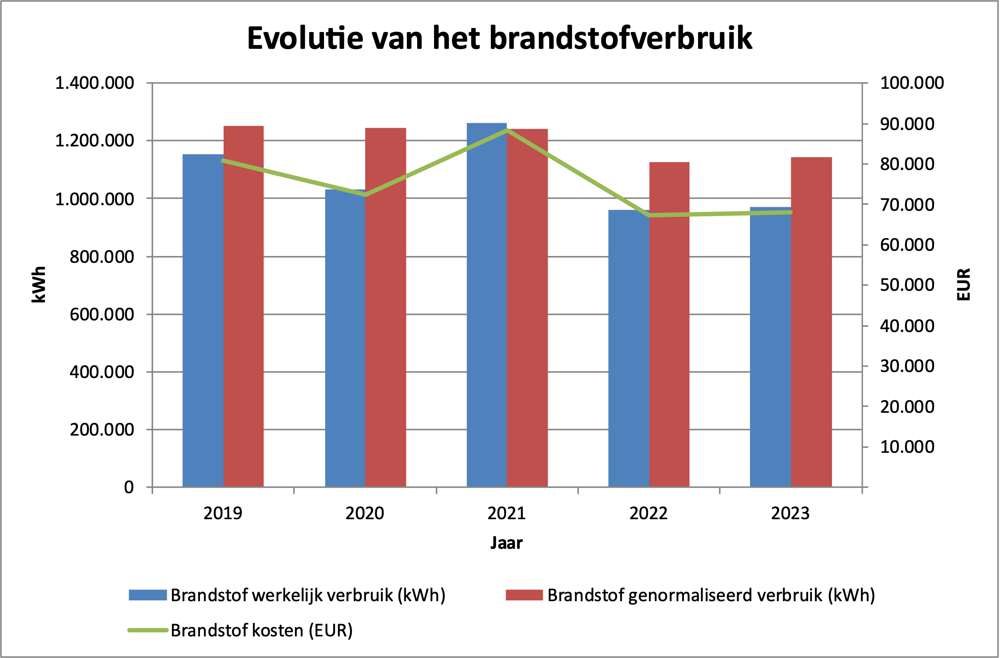 Evolutie van het brandstofverbruik
1.400.000
1.200.000
1.000.000
800.000
600.000
400.000
200.000
0
kWh
100.000
90.000
80.000
70.000
60.000
50.000
40.000
30.000
20.000
10.000
EUR
2019 2020 2021 2022 2023
Jaar
Brandstof werkelijk verbruik (kWh) Brandstof genormaliseerd verbruik (kWh)
Brandstof kosten (EUR)